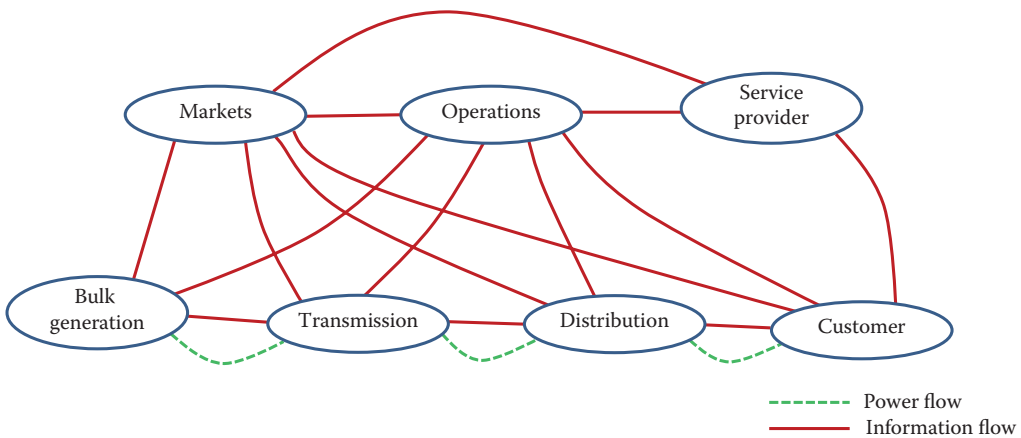 Markets
Operations
Service
provider
Bulk
generation
Transmission
Distribution
Customer
Power flow
Information flow